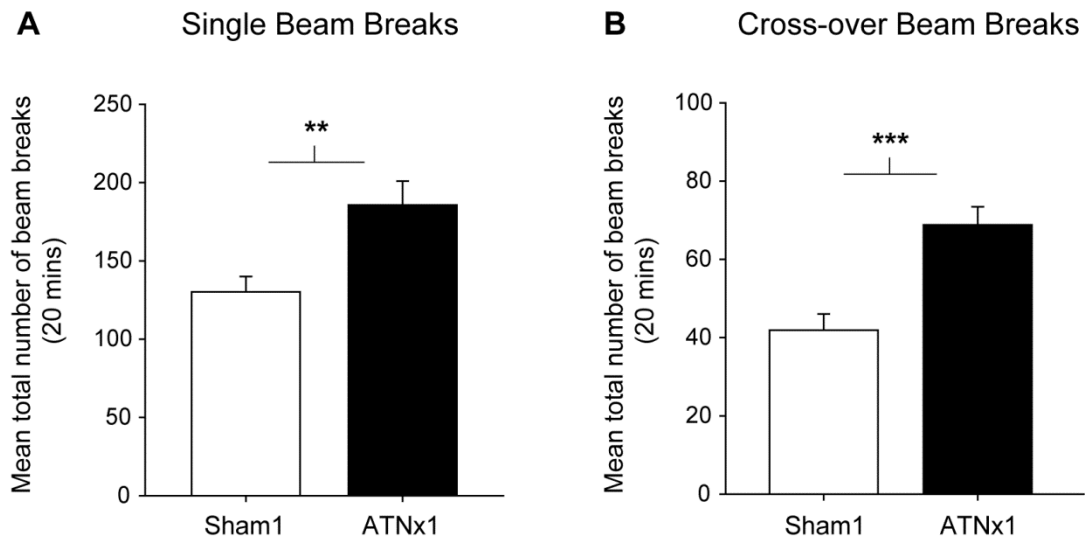 A Single Beam Breaks
Mean total number of beam breaks
(20 mins)
250
200
150
100
50
0
**
Sham1 ATNx1
B Cross-over Beam Breaks
Mean total number of beam breaks
(20 mins)
100
80
60
40
20
0
***
Sham1 ATNx1